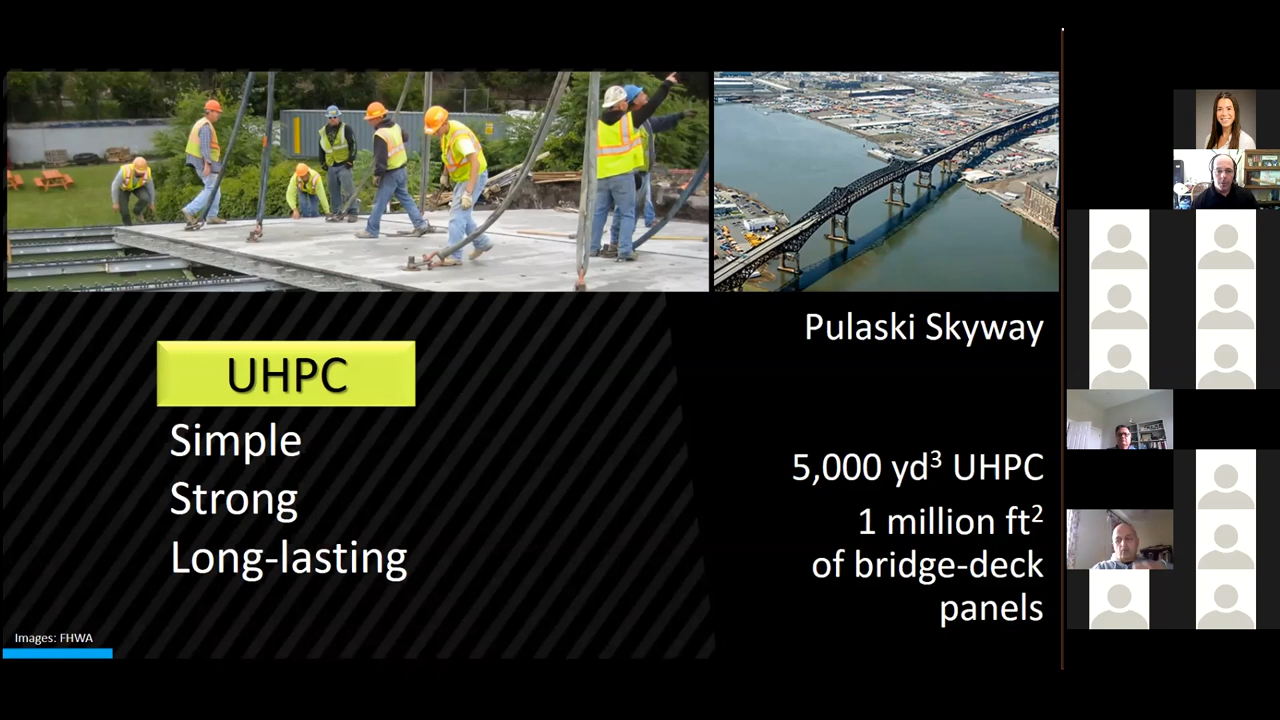 Pulaski Skyway
UHPC
Simple
Strong
Long-lasting
5,000 yd³ UHPC
1 million ft²
of bridge-deck
panels
Images: FHWA